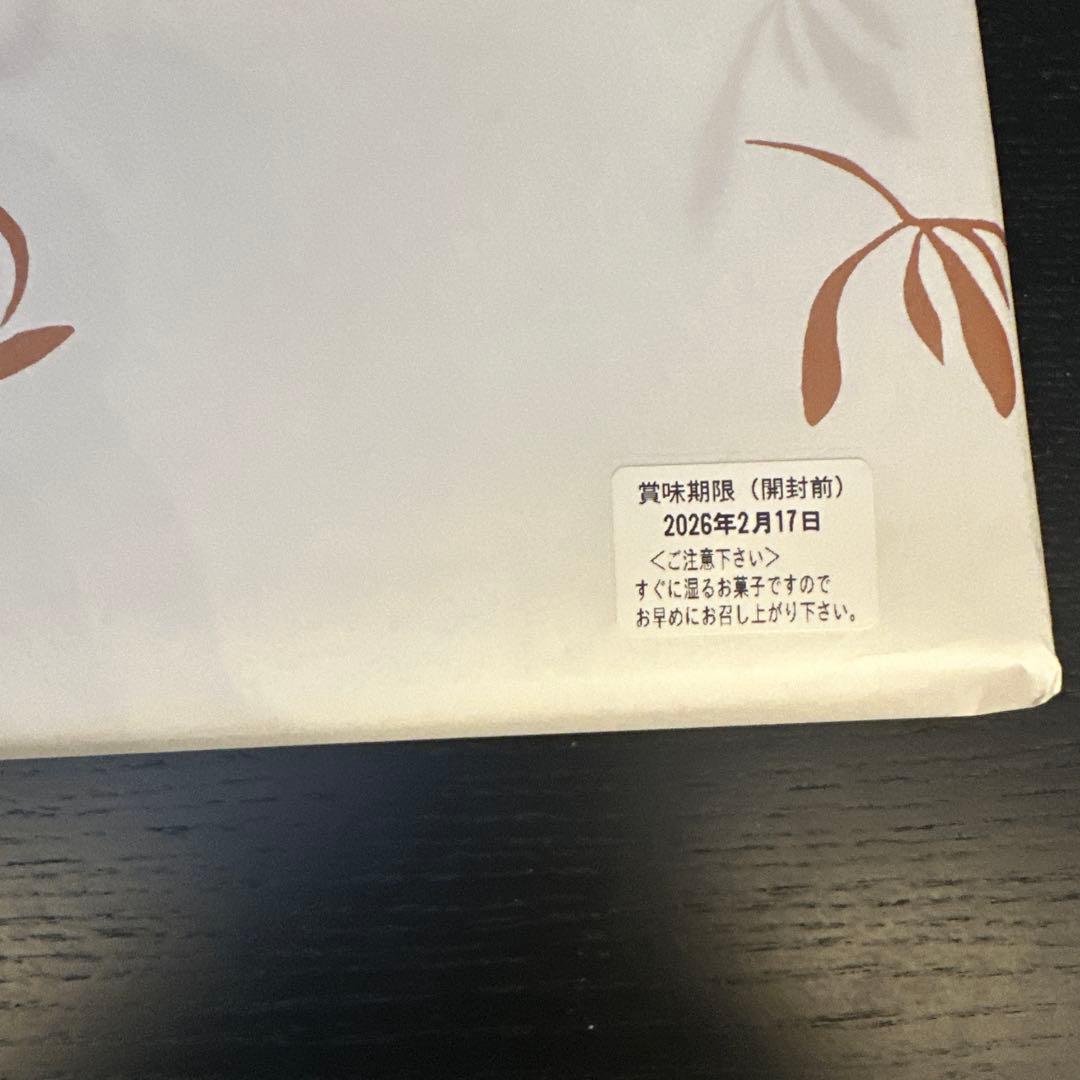 賞味期限（開封前）
2026年2月17日
＜ご注意下さい＞
すぐに湿るお菓子ですので
お早めにお召し上がり下さい。